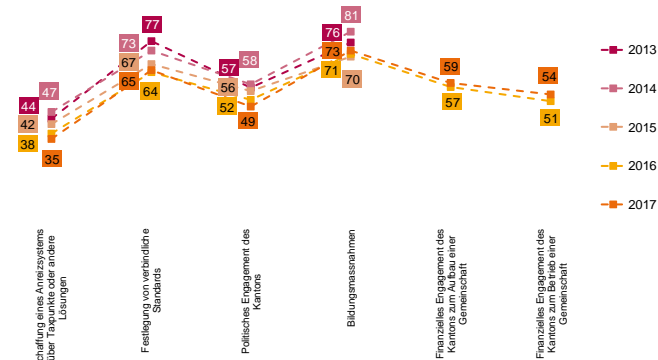 77
81
73
76
67
57
58
73
59
47
44
56
54
42
65
64
71
70
57
38
52
51
35
49
2013
2014
2015
2016
2017
chaffung eines Anreizsystems
über Taxpunkte oder andere
Lösungen
Festlegung von verbindliche
Standards
Politisches Engagement des
Kantons
Bildungsmassnahmen
Finanzielles Engagement des
Kantons zum Aufbau einer
Gemeinschaft
Finanzielles Engagement des
Kantons zum Betrieb einer
Gemeinschaft